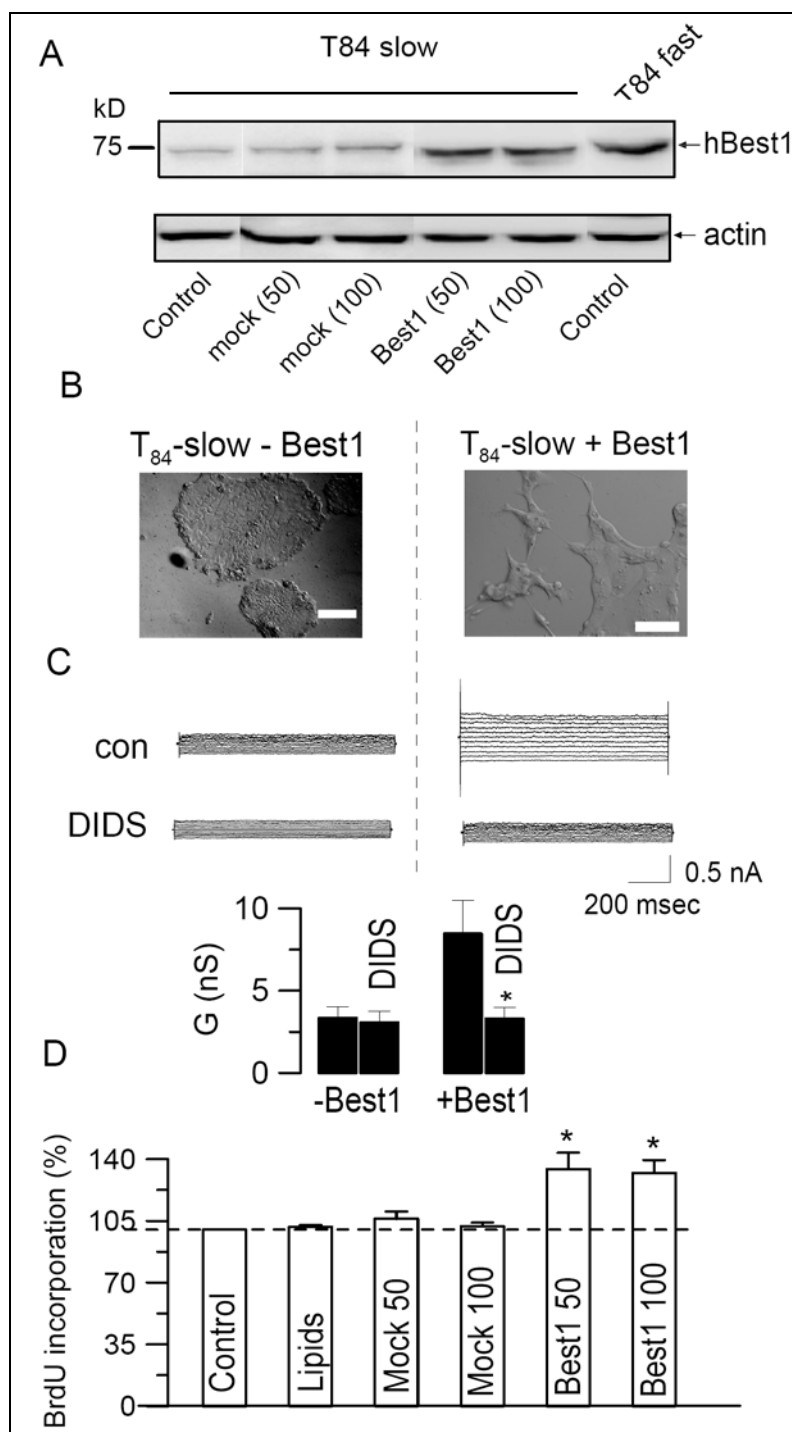 A
T84 slow
T84 fast
kD
75
hBest1
actin
Control
mock (50)
mock (100)
Best1 (50)
Best1 (100)
Control
B
T84-slow - Best1
T84-slow + Best1
C
con
DIDS
0.5 nA
200 msec
10
5
0
G (nS)
DIDS
DIDS
*
-Best1
+Best1
D
BrdU incorporation (%)
140
105
70
35
0
Control
Lipids
Mock 50
Mock 100
Best1 50
Best1 100
*
*